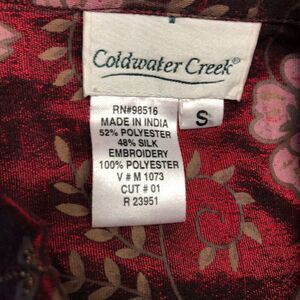 Coldwater Creek®
S
RN#98516
MADE IN INDIA
52% POLYESTER
48% SILK
EMBROIDERY
100% POLYESTER
V # M 1073
CUT # 01
R 23951